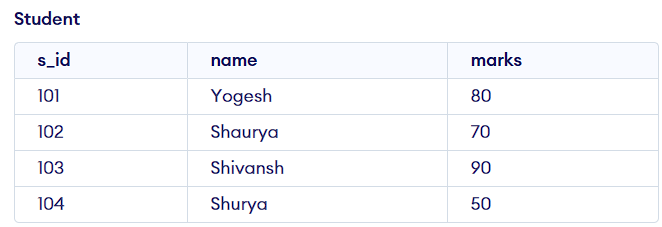 Student
s_id name marks
101 Yogesh 80
102 Shaurya 70
103 Shivansh 90
104 Shurya 50